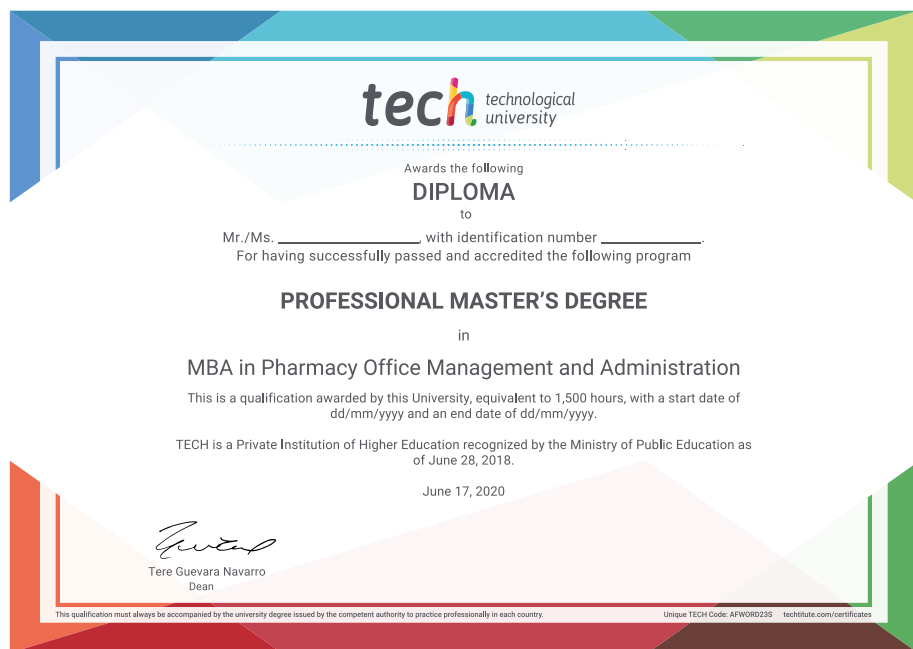 tech technological
university
Awards the following
DIPLOMA
to
Mr./Ms. ____________________, with identification number ______________.
For having successfully passed and accredited the following program
PROFESSIONAL MASTER'S DEGREE
in
MBA in Pharmacy Office Management and Administration
This is a qualification awarded by this University, equivalent to 1,500 hours, with a start date of
dd/mm/yyyy and an end date of dd/mm/yyyy.
TECH is a Private Institution of Higher Education recognized by the Ministry of Public Education as
of June 28, 2018.
June 17, 2020
Tere Guevara Navarro
Dean
This qualification must always be accompanied by the university degree issued by the competent authority to practice professionally in each country. Unique TECH Code: AFWORD23S techtitute.com/certificates